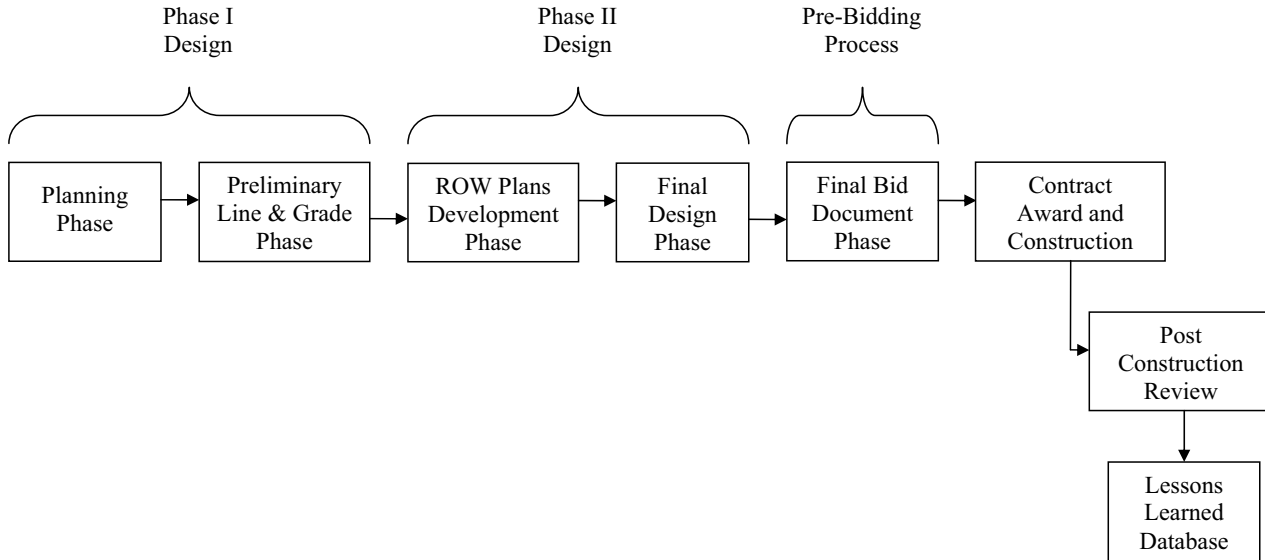 Phase I
Design
Phase II
Design
Pre-Bidding
Process
Planning
Phase
Preliminary
Line & Grade
Phase
ROW Plans
Development
Phase
Final
Design
Phase
Final Bid
Document
Phase
Contract
Award and
Construction
Post
Construction
Review
Lessons
Learned
Database